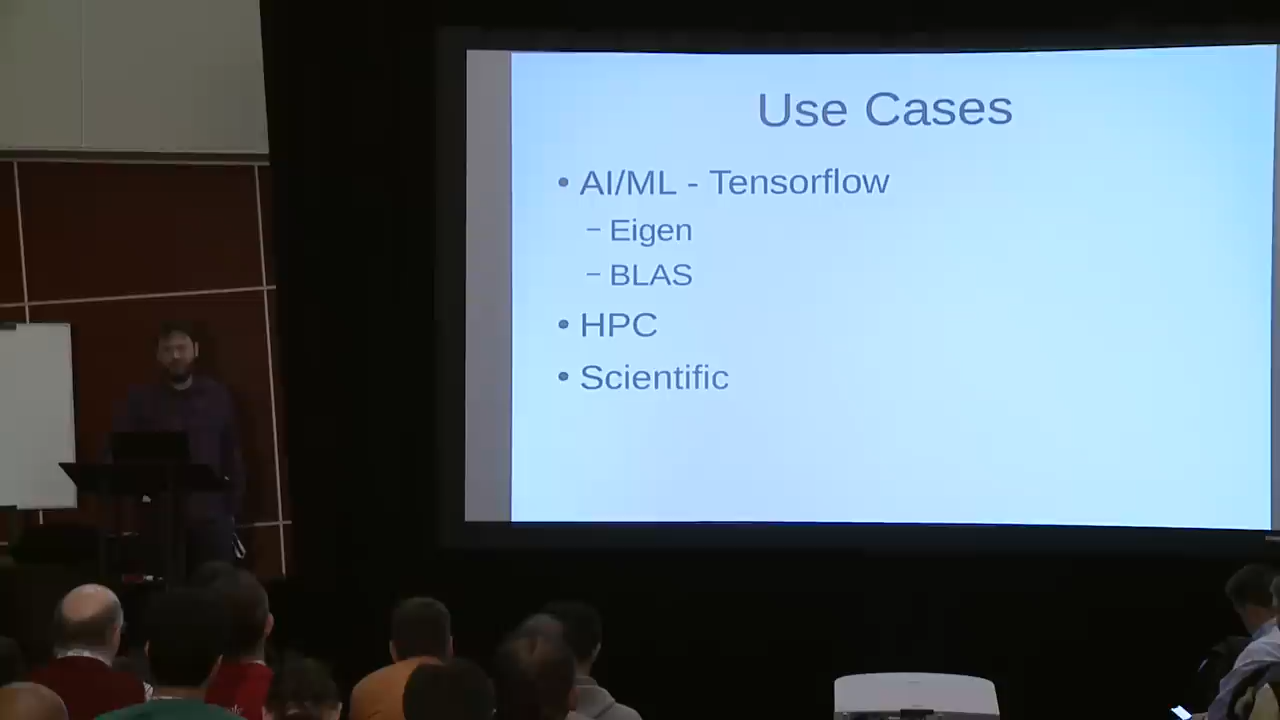 Use Cases
• AI/ML - Tensorflow
– Eigen
– BLAS
• HPC
• Scientific